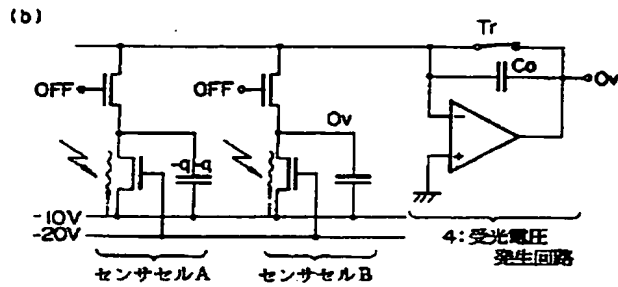 (b)
Tr
OFF
OFF
Co
Ov
Ov
-q -q
-
+
-10V
-20V
センサセルA
センサセルB
4:受光電圧
発生回路